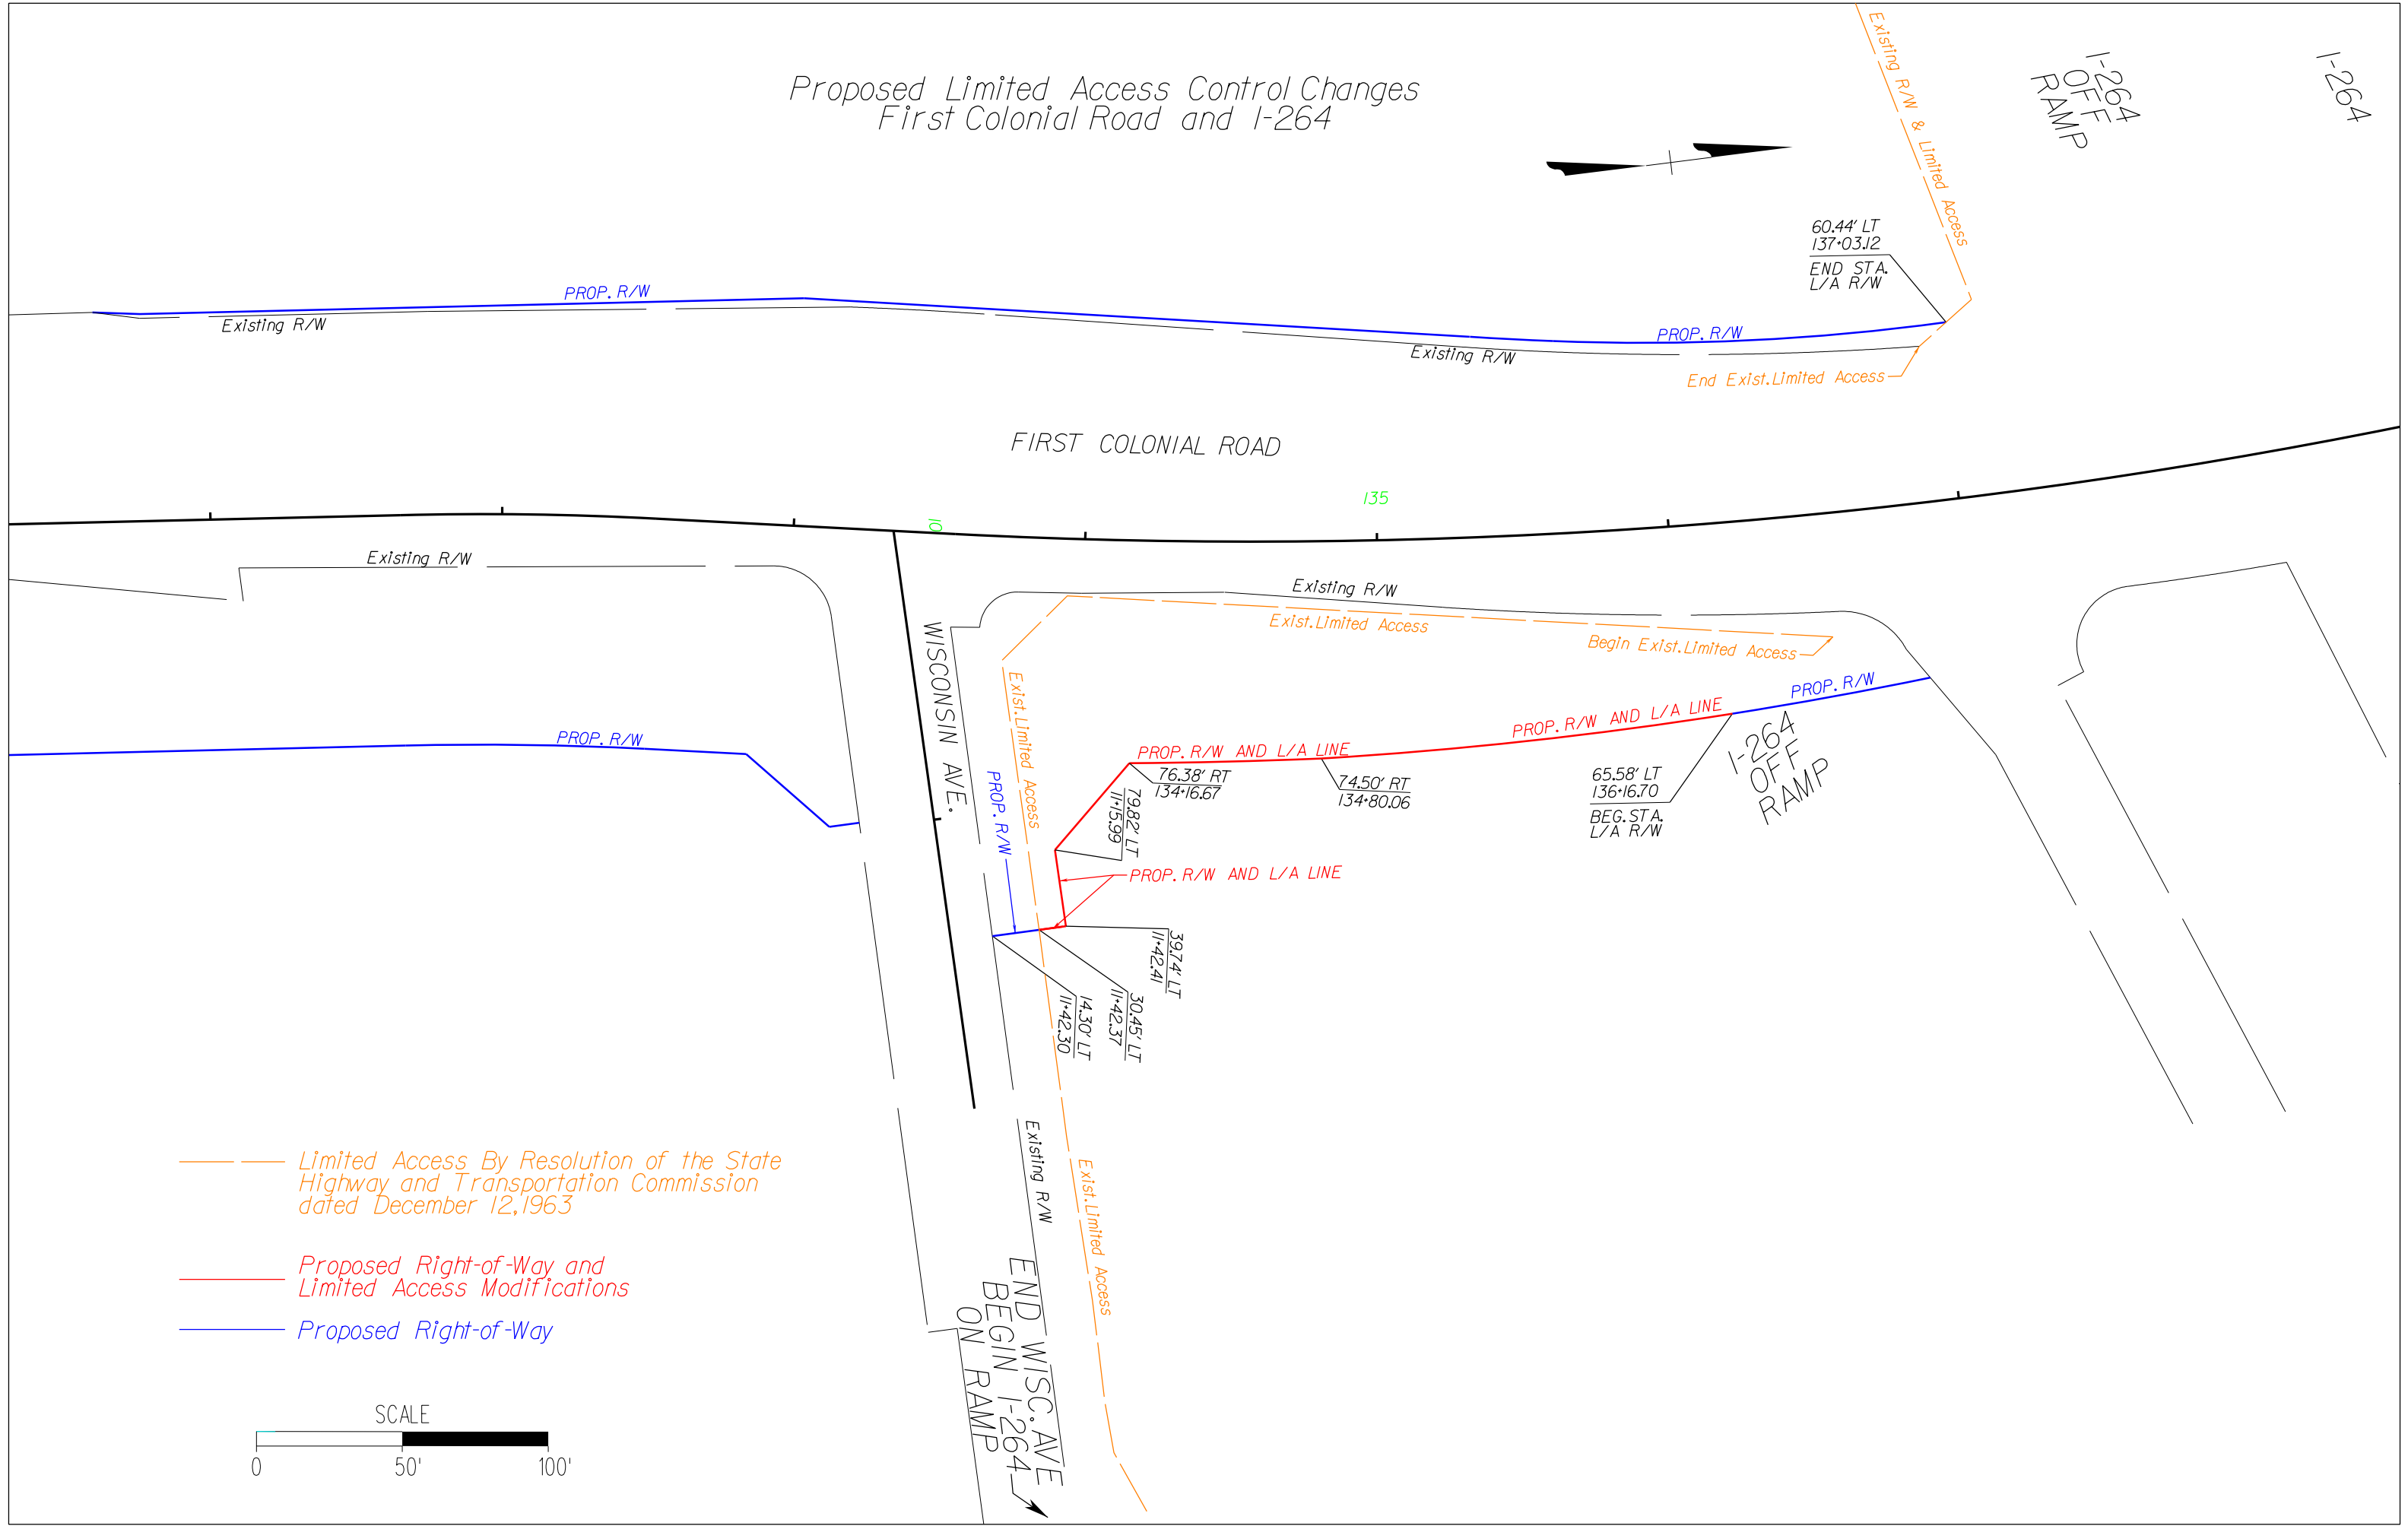 Proposed Limited Access Control Changes
First Colonial Road and I-264
Existing R/W & Limited Access
I-264
OFF
RAMP
I-264
60.44' LT
137+03.12
END STA.
L/A R/W
PROP. R/W
Existing R/W
PROP. R/W
Existing R/W
End Exist. Limited Access
FIRST COLONIAL ROAD
135
10
Existing R/W
Existing R/W
Exist. Limited Access
Begin Exist. Limited Access
WISCONSIN AVE.
Exist. Limited Access
PROP. R/W
PROP. R/W
PROP. R/W AND L/A LINE
PROP. R/W AND L/A LINE
PROP. R/W
76.38' RT
134+16.67
74.50' RT
134+80.06
65.58' LT
136+16.70
BEG. STA.
L/A R/W
I-264
OFF
RAMP
79.82' LT
11+15.99
PROP. R/W AND L/A LINE
39.74' LT
11+42.41
30.45' LT
11+42.37
14.30' LT
11+42.30
Existing R/W
Exist. Limited Access
END WISC. AVE
BEGIN I-264
ON RAMP
Limited Access By Resolution of the State
Highway and Transportation Commission
dated December 12, 1963
Proposed Right-of-Way and
Limited Access Modifications
Proposed Right-of-Way
SCALE
0 50' 100'